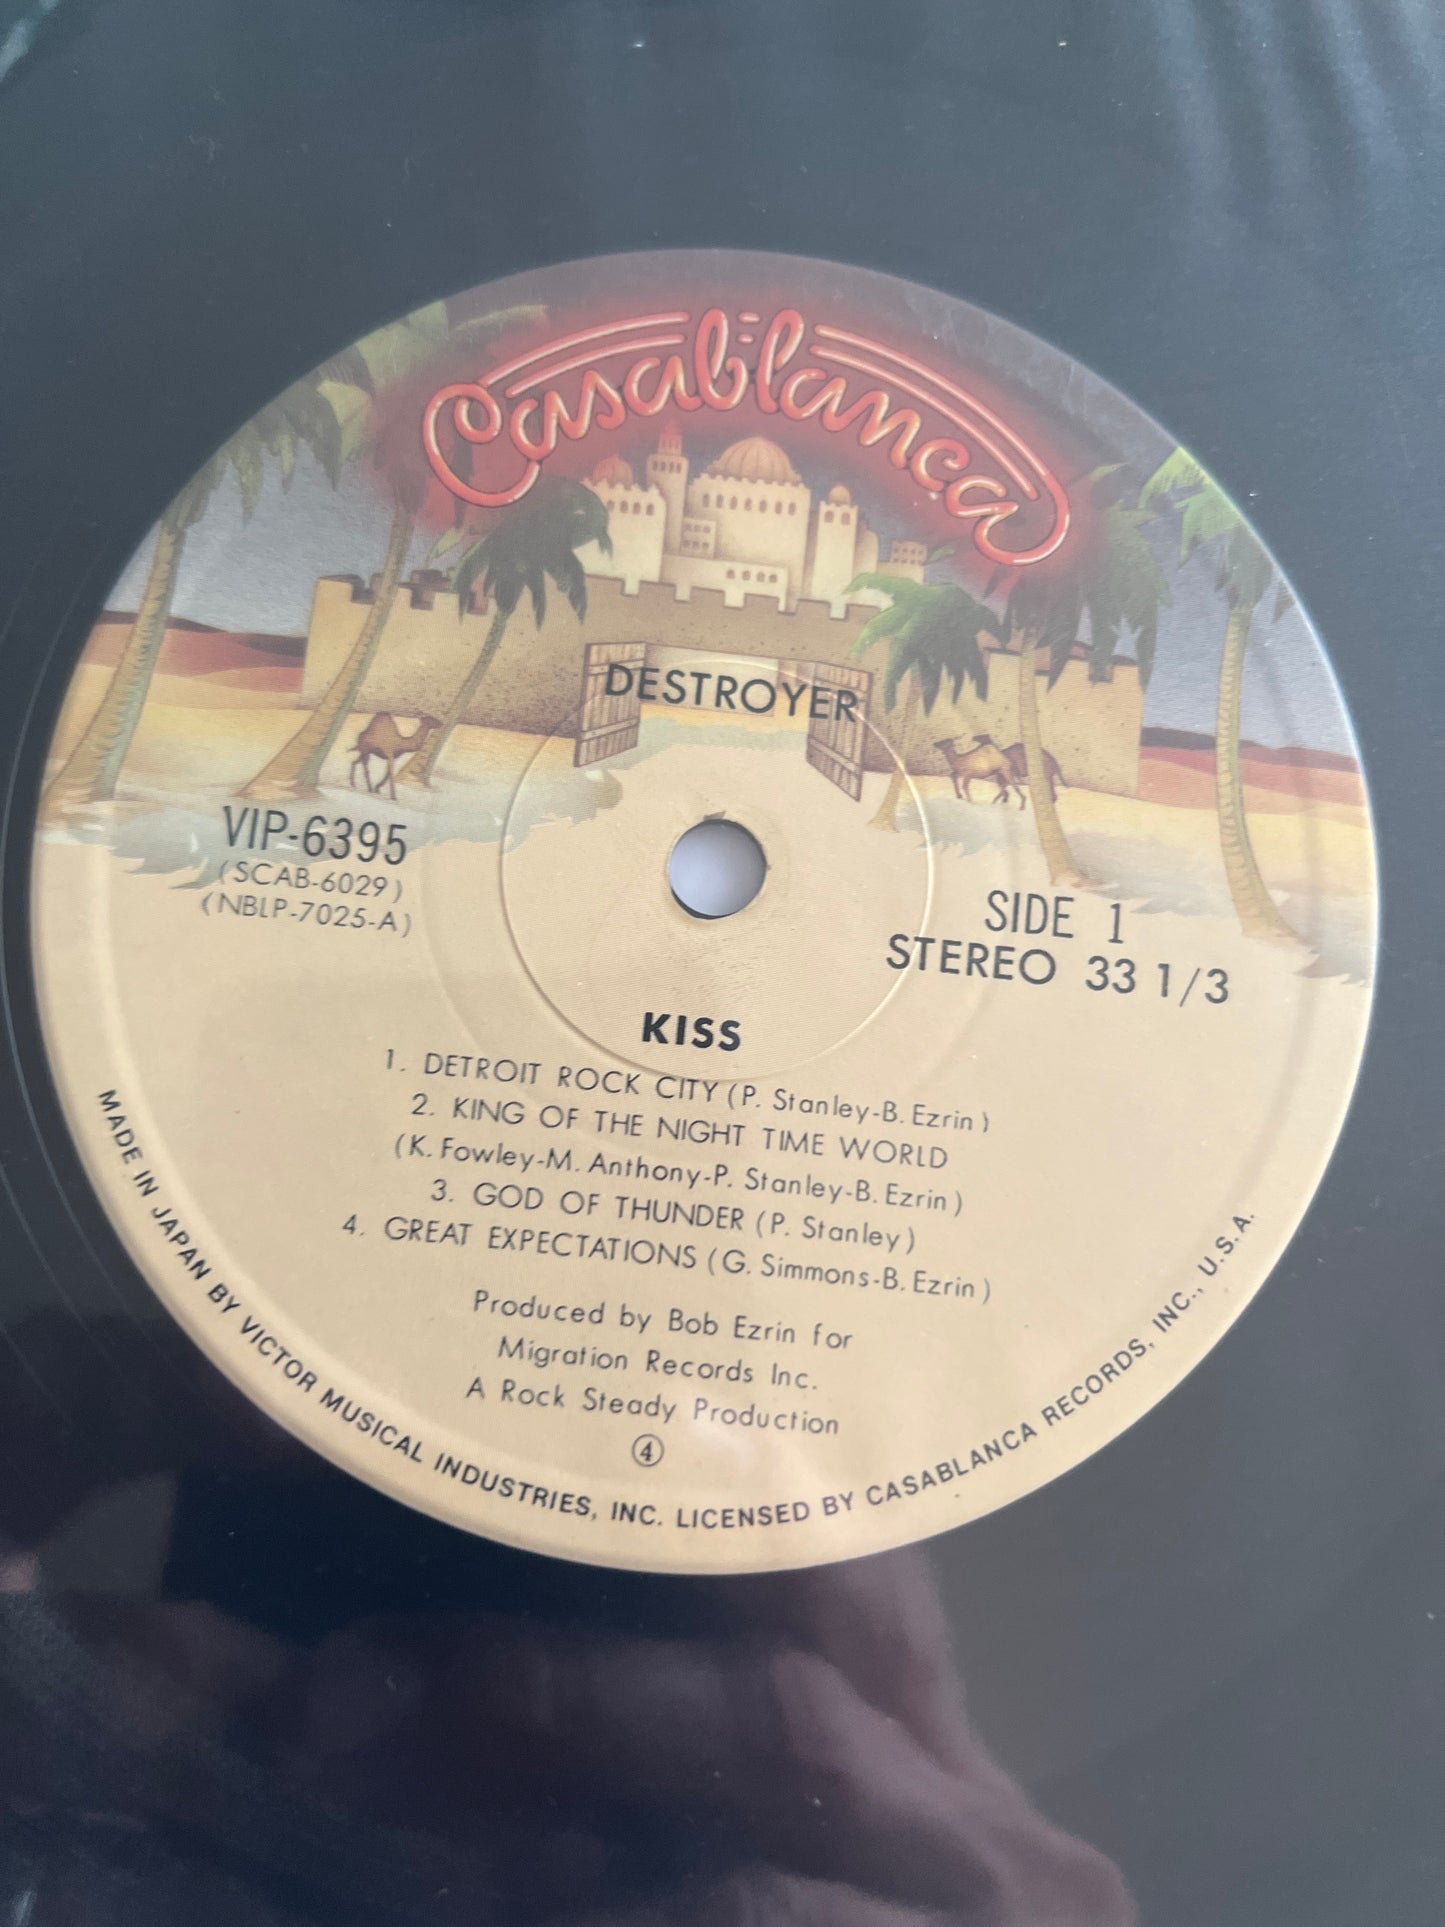 Casablanca
DESTROYER
VIP-6395
(SCAB-6029)
(NBLP-7025-A)
SIDE 1
STEREO 33 1/3
KISS
1. DETROIT ROCK CITY (P. Stanley-B. Ezrin)
2. KING OF THE NIGHT TIME WORLD
(K. Fowley-M. Anthony-P. Stanley-B. Ezrin)
3. GOD OF THUNDER (P. Stanley)
4. GREAT EXPECTATIONS (G. Simmons-B. Ezrin)
Produced by Bob Ezrin for
Migration Records Inc.
A Rock Steady Production
④
MADE IN JAPAN BY VICTOR MUSICAL INDUSTRIES, INC. LICENSED BY CASABLANCA RECORDS, INC., U.S.A.